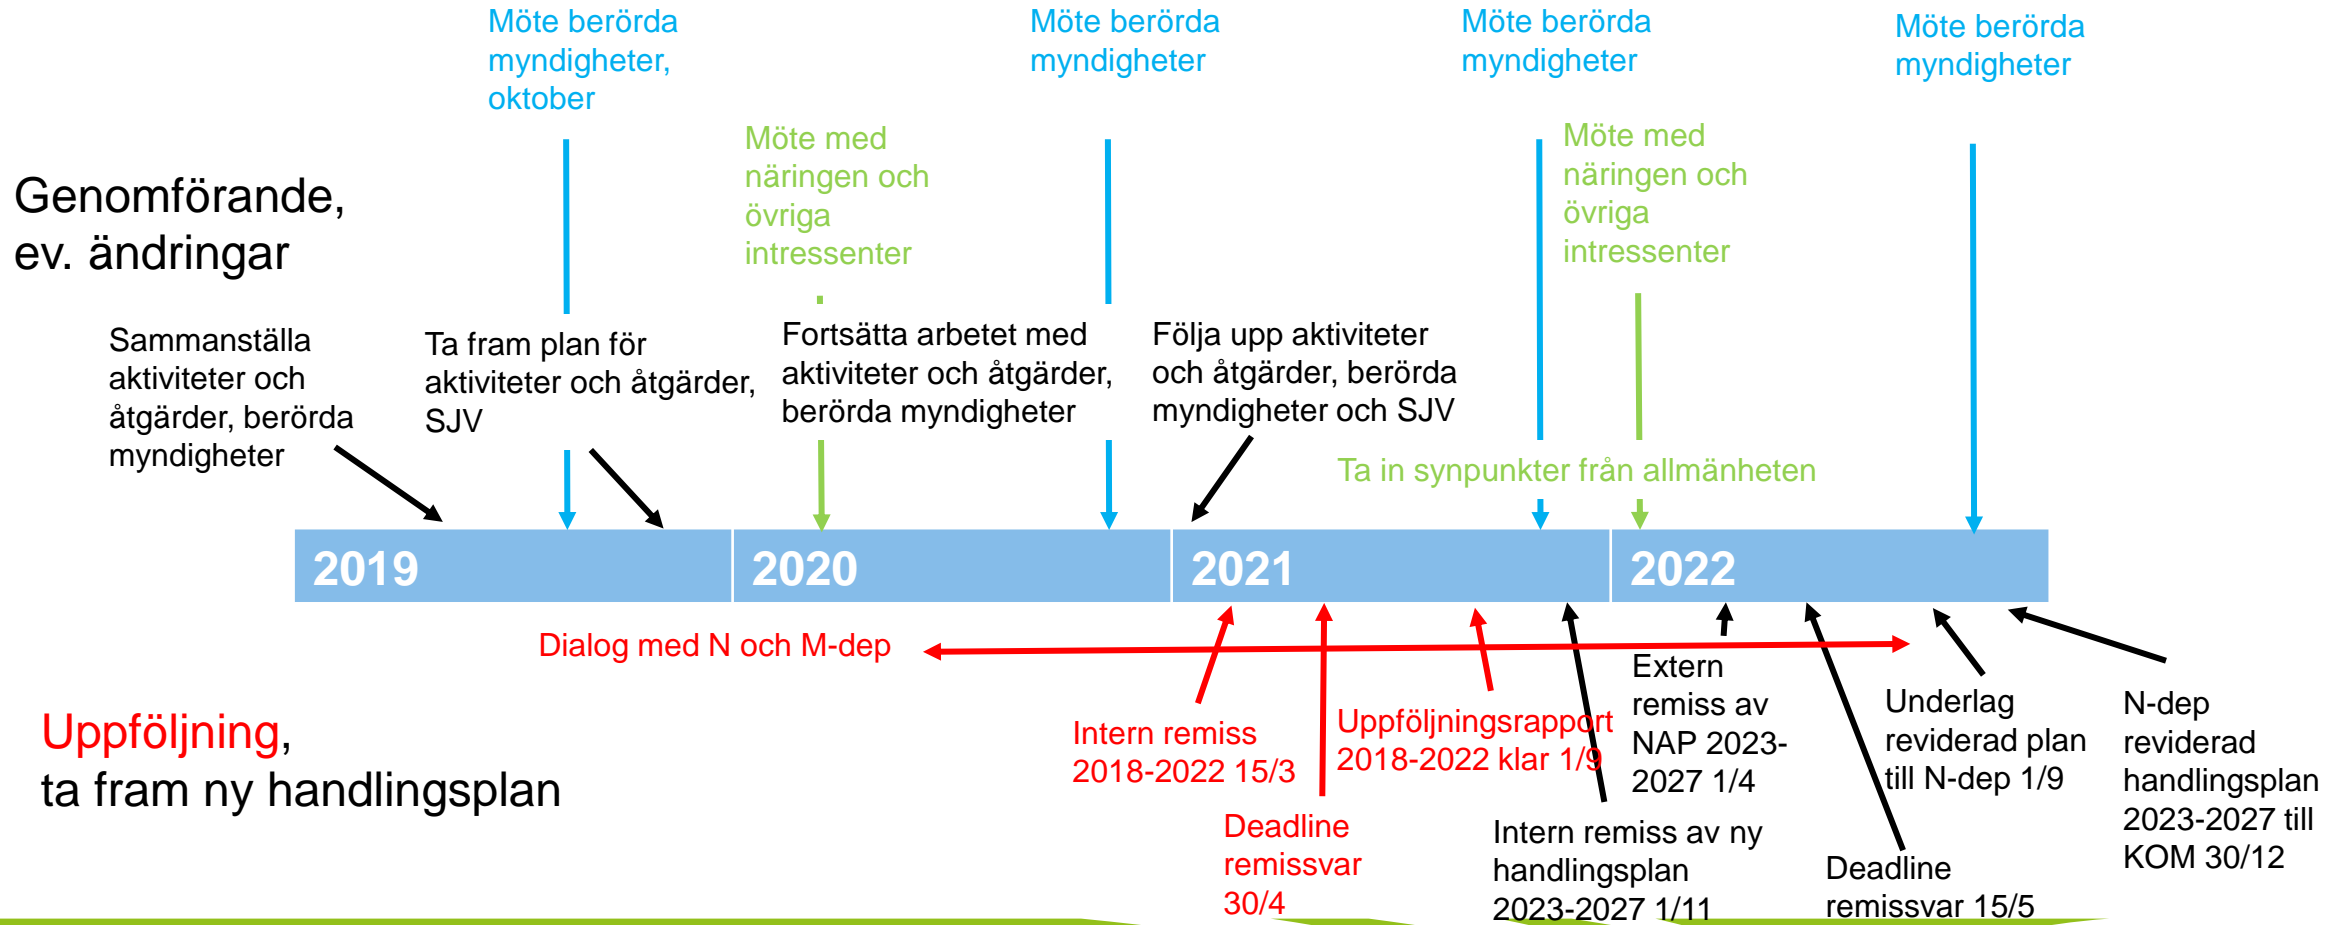 Möte berörda
myndigheter,
oktober
Möte berörda
myndigheter
Möte berörda
myndigheter
Möte berörda
myndigheter
Möte med
näringen och
övriga
intressenter
Möte med
näringen och
övriga
intressenter
Genomförande,
ev. ändringar
Sammanställa
aktiviteter och
åtgärder, berörda
myndigheter
Ta fram plan för
aktiviteter och åtgärder,
SJV
Fortsätta arbetet med
aktiviteter och åtgärder,
berörda myndigheter
Följa upp aktiviteter
och åtgärder, berörda
myndigheter och SJV
Ta in synpunkter från allmänheten
2019
2020
2021
2022
Dialog med N och M-dep
Uppföljning,
ta fram ny handlingsplan
Intern remiss
2018-2022 15/3
Deadline
remissvar
30/4
Uppföljningsrapport
2018-2022 klar 1/9
Intern remiss av ny
handlingsplan
2023-2027 1/11
Extern
remiss av
NAP 2023-
2027 1/4
Deadline
remissvar 15/5
Underlag
reviderad plan
till N-dep 1/9
N-dep
reviderad
handlingsplan
2023-2027 till
KOM 30/12